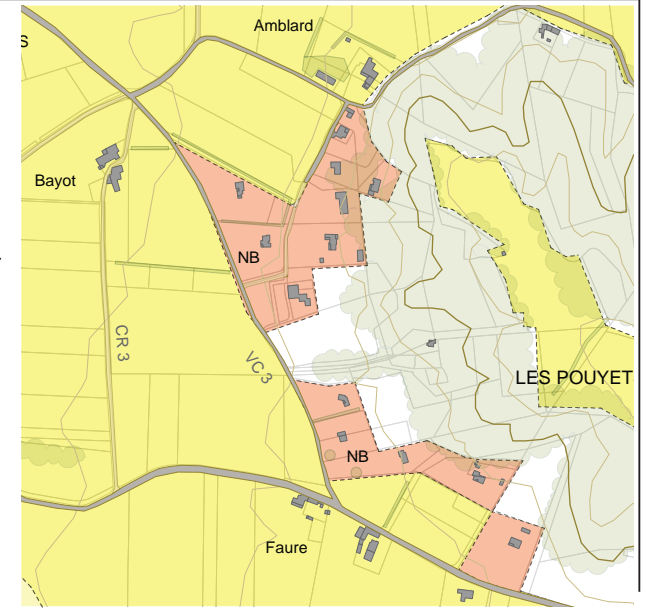 Amblard
S
Bayot
NB
CR 3
VC 3
LES POUYET
NB
Faure